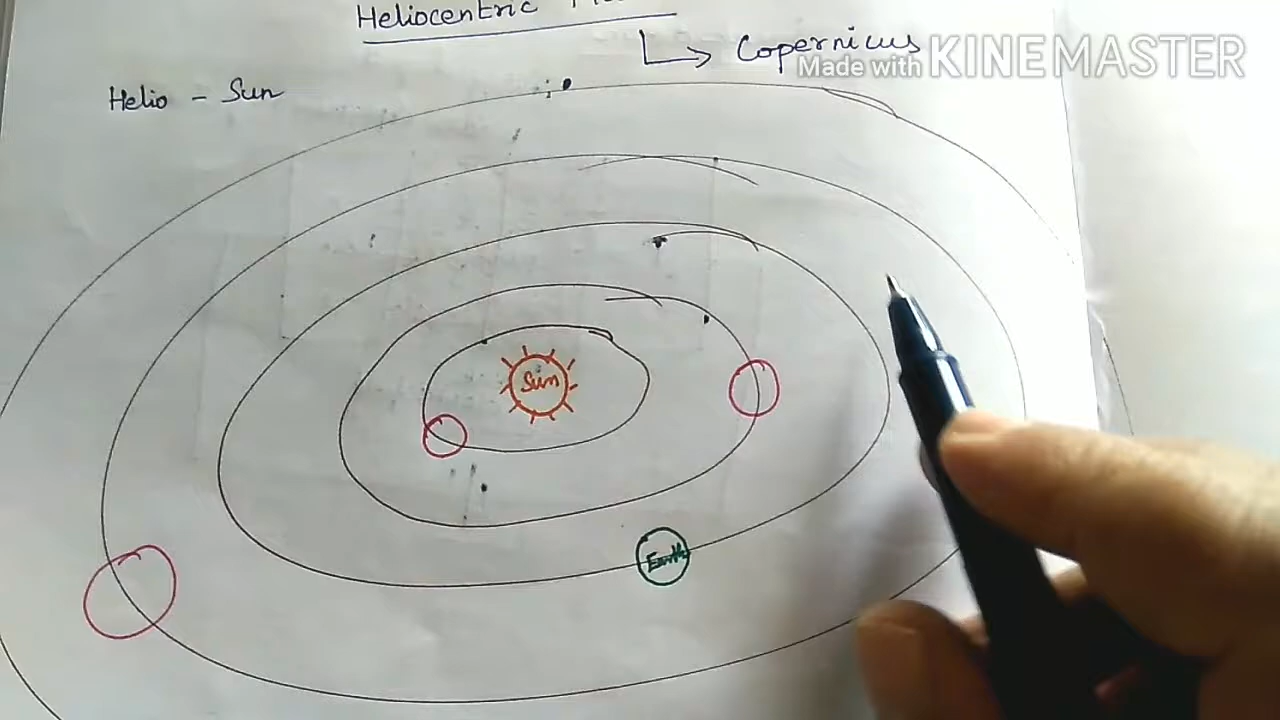 Heliocentric
↳ Copernicus
Made with KINEMASTER
Helio - Sun
Sun
Earth